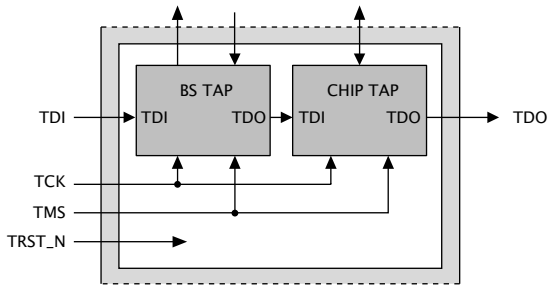 BS TAP
CHIP TAP
TDI
TDI
TDO
TDI
TDO
TDO
TCK
TMS
TRST_N